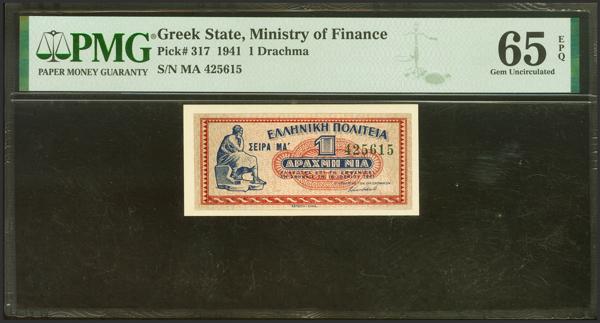 PMG®
PAPER MONEY GUARANTY
Greek State, Ministry of Finance
Pick# 317 1941 1 Drachma
S/N MA 425615
65 EPQ
Gem Uncirculated
ΕΛΛΗΝΙΚΗ ΠΟΛΙΤΕΙΑ
ΣΕΙΡΑ ΜΑ'
1
425615
ΔΡΑΧΜΗ ΜΙΑ